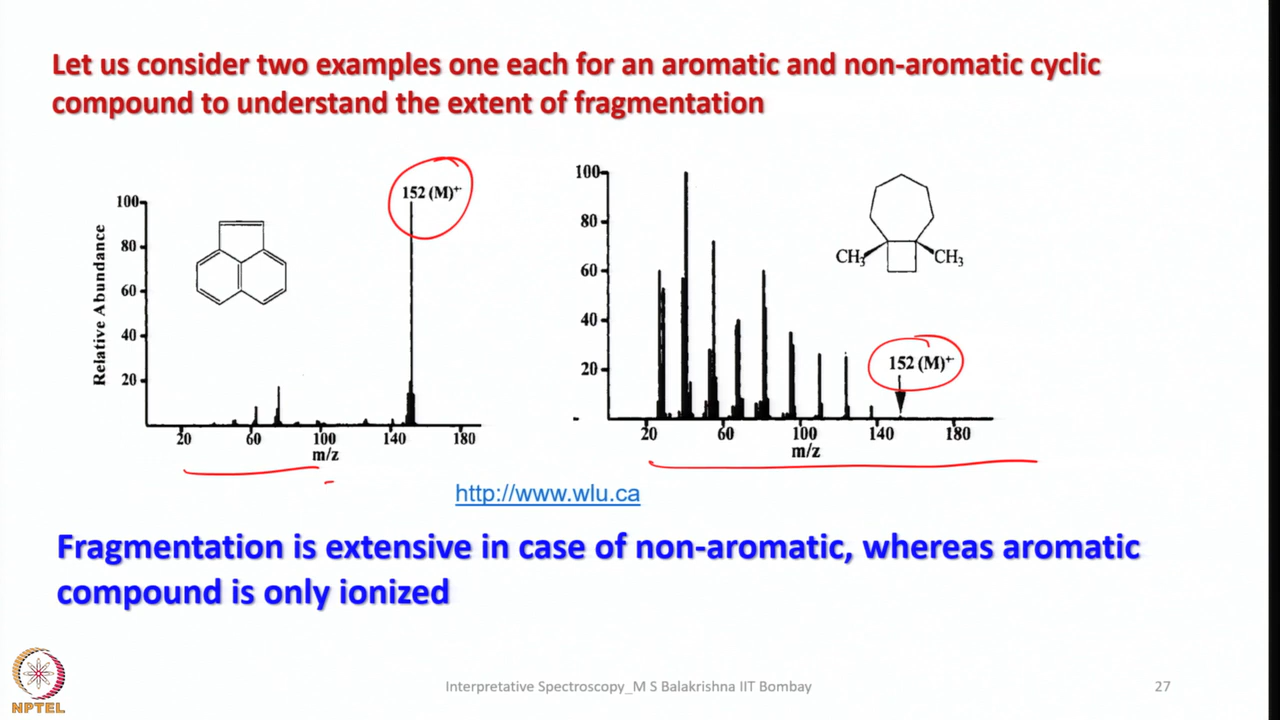 Let us consider two examples one each for an aromatic and non-aromatic cyclic
compound to understand the extent of fragmentation
152 (M)+·
100
80
60
40
20
Relative Abundance
20 60 100 140 180
m/z
100
80
60
40
20
CH3 CH3
152 (M)+
20 60 100 140 180
m/z
http://www.wlu.ca
Fragmentation is extensive in case of non-aromatic, whereas aromatic
compound is only ionized
NPTEL
Interpretative Spectroscopy_M S Balakrishna IIT Bombay
27